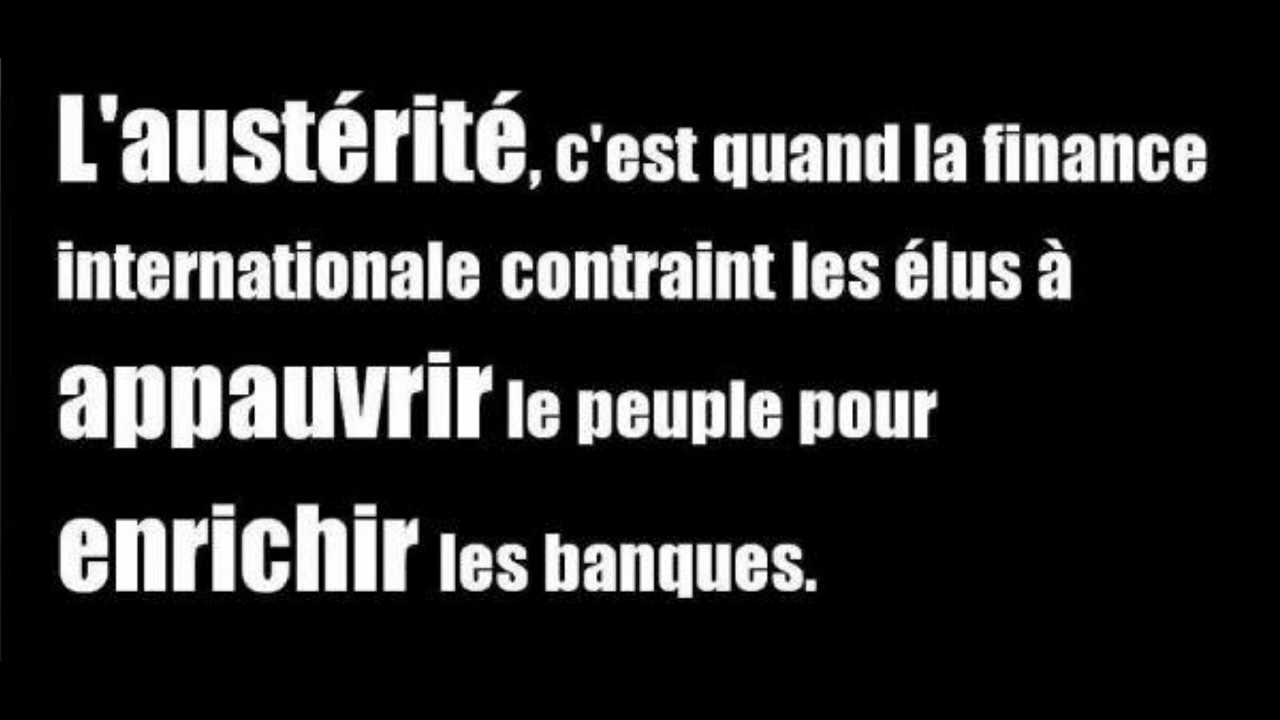 L'austérité, c'est quand la finance
internationale contraint les élus à
appauvrir le peuple pour
enrichir les banques.